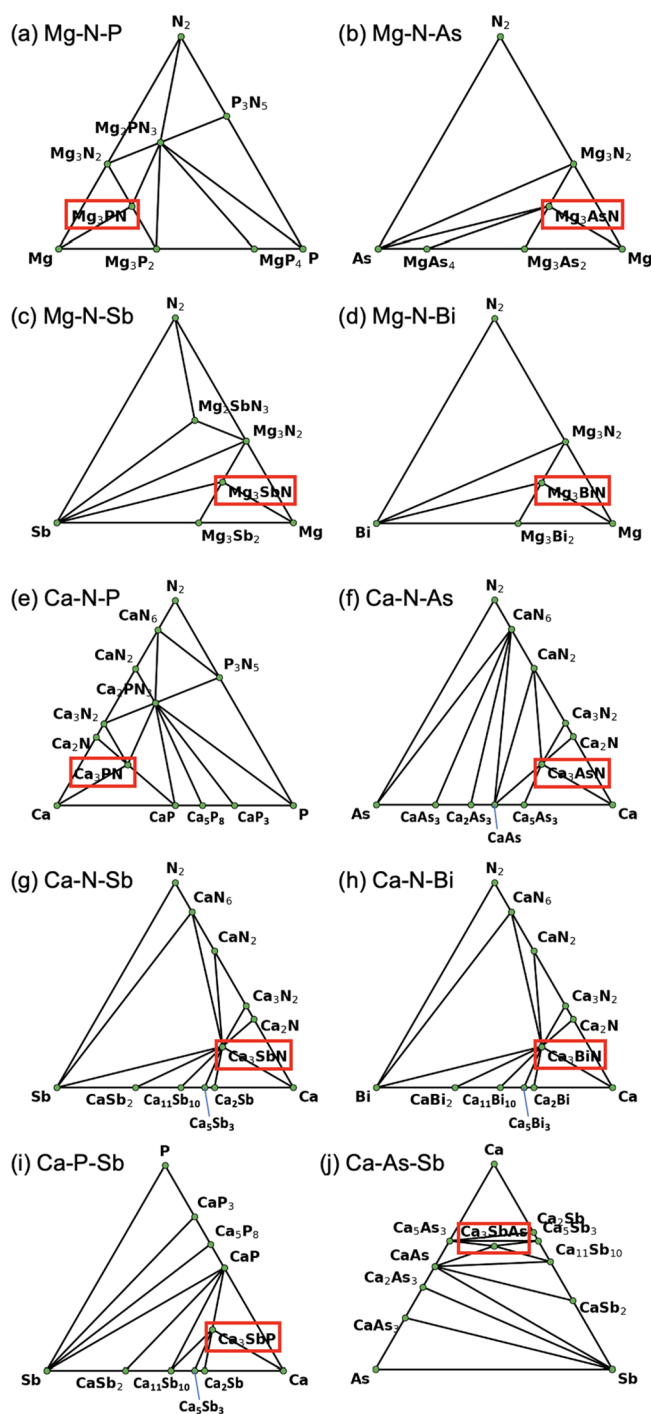 (a) Mg-N-P
(b) Mg-N-As
N₂
N₂
P₃N₅
Mg₂PN₃
Mg₃N₂
Mg₃N₂
Mg₃PN
Mg₃AsN
Mg
Mg₃P₂
MgP₄
P
As
MgAs₄
Mg₃As₂
Mg
(c) Mg-N-Sb
(d) Mg-N-Bi
N₂
N₂
Mg₂SbN₃
Mg₃N₂
Mg₃N₂
Mg₃SbN
Mg₃BiN
Sb
Mg₃Sb₂
Mg
Bi
Mg₃Bi₂
Mg
(e) Ca-N-P
(f) Ca-N-As
N₂
N₂
CaN₆
CaN₆
CaN₂
CaN₂
P₃N₅
Ca₂PN₃
Ca₃N₂
Ca₃N₂
Ca₂N
Ca₂N
Ca₃PN
Ca₃AsN
Ca
CaP
Ca₅P₈
CaP₃
P
As
CaAs₃
Ca₂As₃
CaAs
Ca₅As₃
Ca
(g) Ca-N-Sb
(h) Ca-N-Bi
N₂
N₂
CaN₆
CaN₆
CaN₂
CaN₂
Ca₃N₂
Ca₃N₂
Ca₂N
Ca₂N
Ca₃SbN
Ca₃BiN
Sb
CaSb₂
Ca₁₁Sb₁₀
Ca₅Sb₃
Ca₂Sb
Ca
Bi
CaBi₂
Ca₁₁Bi₁₀
Ca₅Bi₃
Ca₂Bi
Ca
(i) Ca-P-Sb
(j) Ca-As-Sb
P
CaP₃
Ca₅P₈
CaP
Ca₃SbP
Sb
CaSb₂
Ca₁₁Sb₁₀
Ca₅Sb₃
Ca₂Sb
Ca
Ca
Ca₂Sb
Ca₅As₃
Ca₃SbAs
Ca₅Sb₃
CaAs
Ca₁₁Sb₁₀
Ca₂As₃
CaSb₂
CaAs₃
As
Sb